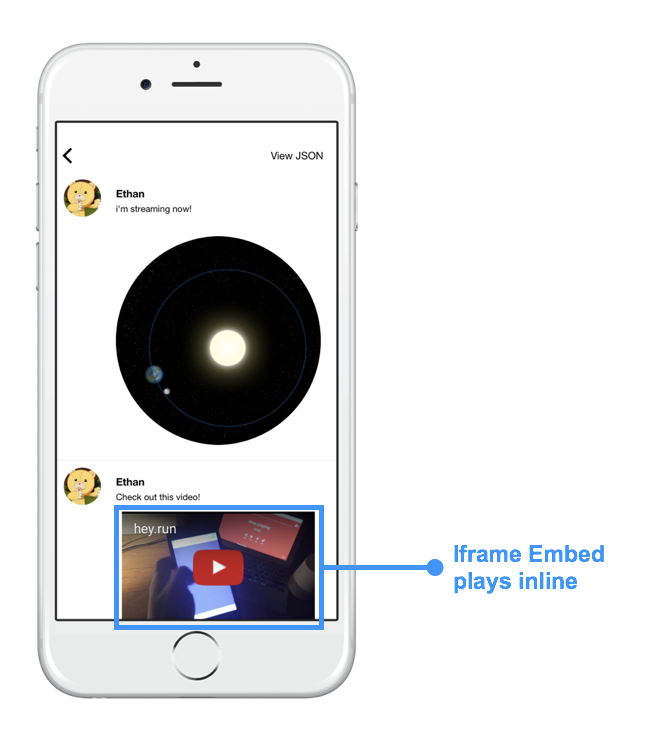 View JSON
Ethan
i'm streaming now!
Ethan
Check out this video!
hey.run
Iframe Embed
plays inline